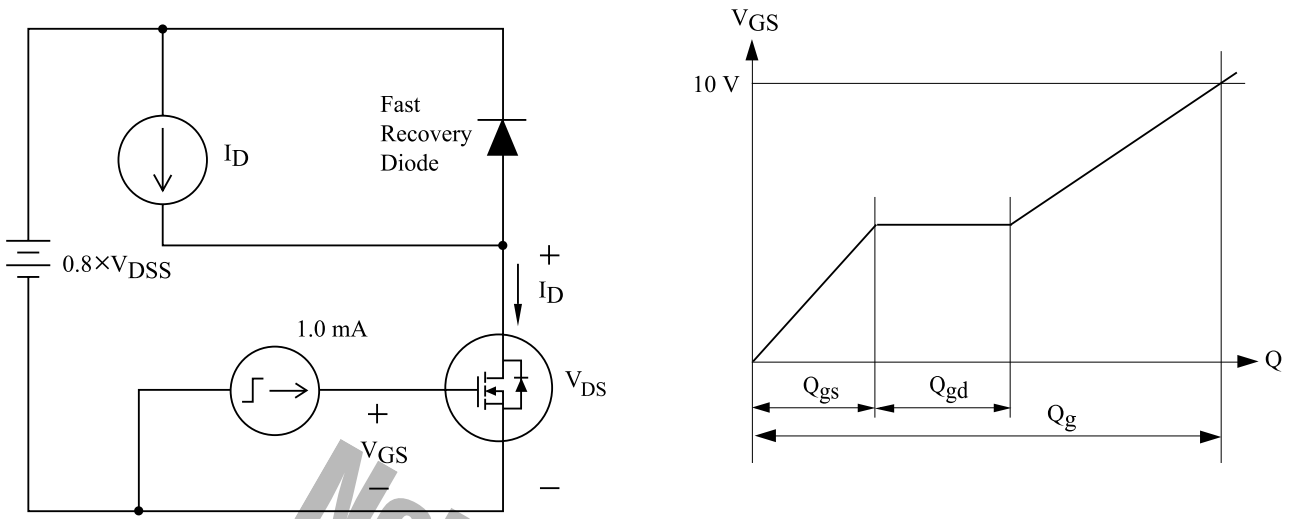 Fast
Recovery
Diode
ID
0.8×VDSS
+
ID
1.0 mA
VDS
+
VGS
−
−
VGS
10 V
Q
Qgs
Qgd
Qg